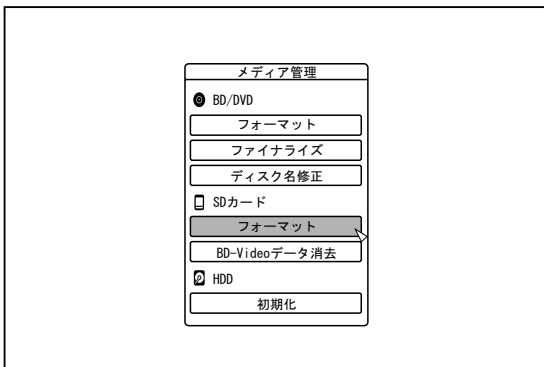 メディア管理
BD/DVD
フォーマット
ファイナライズ
ディスク名修正
SDカード
フォーマット
BD-Videoデータ消去
HDD
初期化